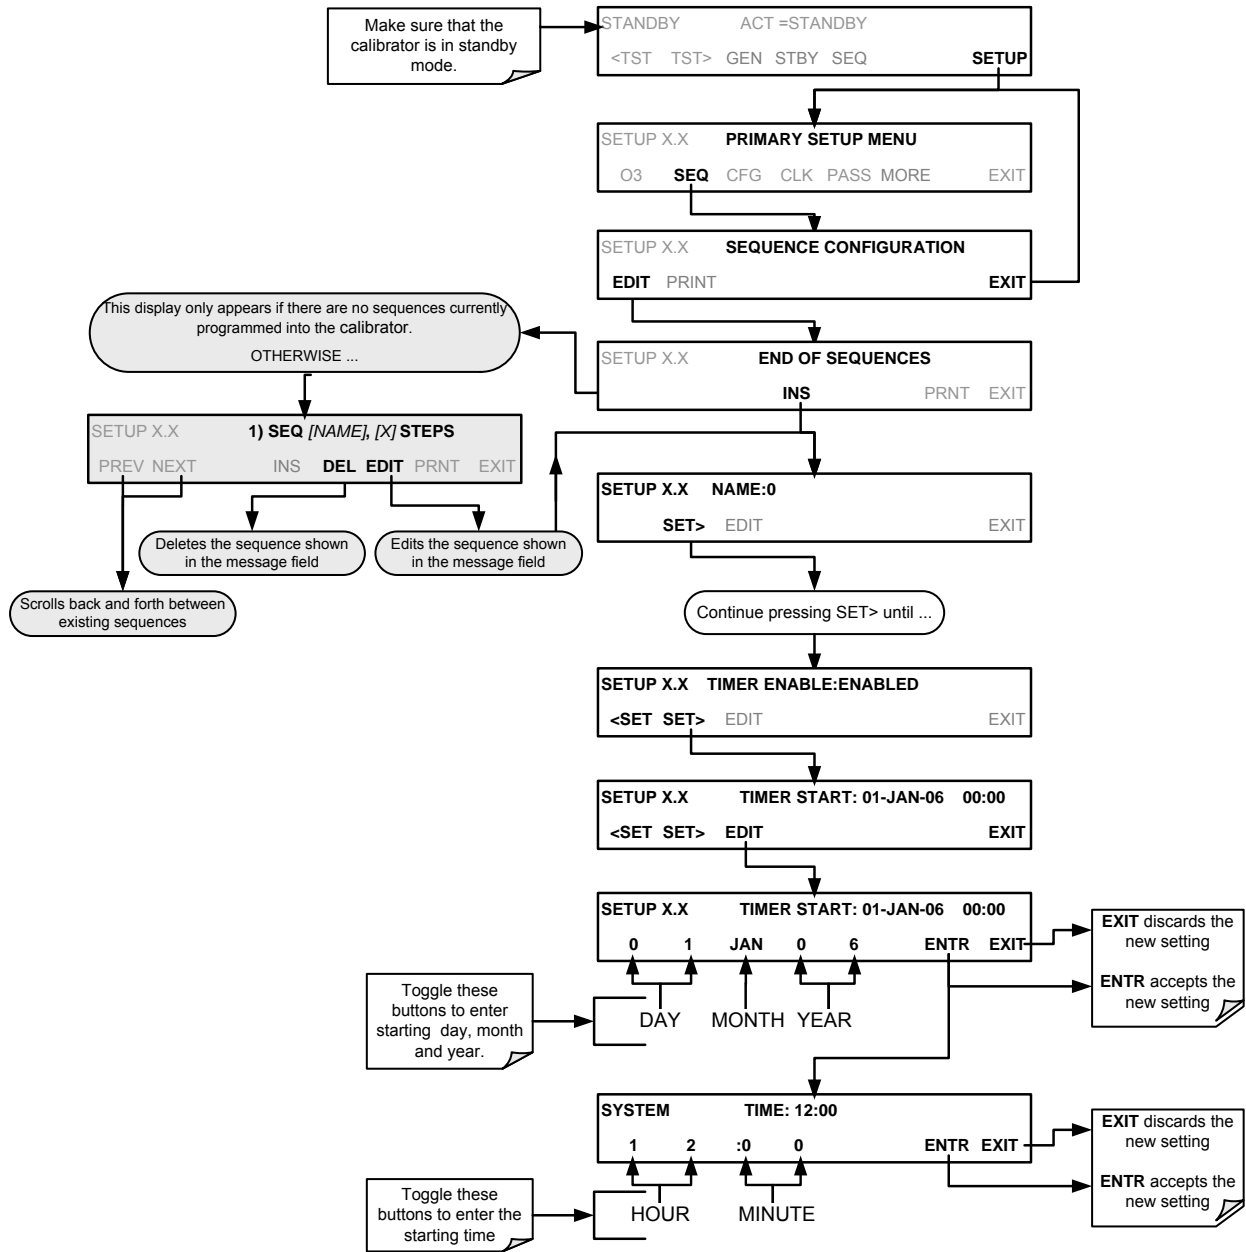 Make sure that the
calibrator is in standby
mode.
STANDBY ACT =STANDBY
<TST TST> GEN STBY SEQ SETUP
SETUP X.X PRIMARY SETUP MENU
O3 SEQ CFG CLK PASS MORE EXIT
SETUP X.X SEQUENCE CONFIGURATION
EDIT PRINT EXIT
This display only appears if there are no sequences currently
programmed into the calibrator.
OTHERWISE ...
SETUP X.X END OF SEQUENCES
INS PRNT EXIT
SETUP X.X 1) SEQ [NAME], [X] STEPS
PREV NEXT INS DEL EDIT PRNT EXIT
Deletes the sequence shown
in the message field
Edits the sequence shown
in the message field
Scrolls back and forth between
existing sequences
SETUP X.X NAME:0
SET> EDIT EXIT
Continue pressing SET> until ...
SETUP X.X TIMER ENABLE:ENABLED
<SET SET> EDIT EXIT
SETUP X.X TIMER START: 01-JAN-06 00:00
<SET SET> EDIT EXIT
SETUP X.X TIMER START: 01-JAN-06 00:00
0 1 JAN 0 6 ENTR EXIT
EXIT discards the
new setting
ENTR accepts the
new setting
Toggle these
buttons to enter
starting day, month
and year.
DAY MONTH YEAR
SYSTEM TIME: 12:00
1 2 :0 0 ENTR EXIT
EXIT discards the
new setting
ENTR accepts the
new setting
Toggle these
buttons to enter the
starting time
HOUR MINUTE